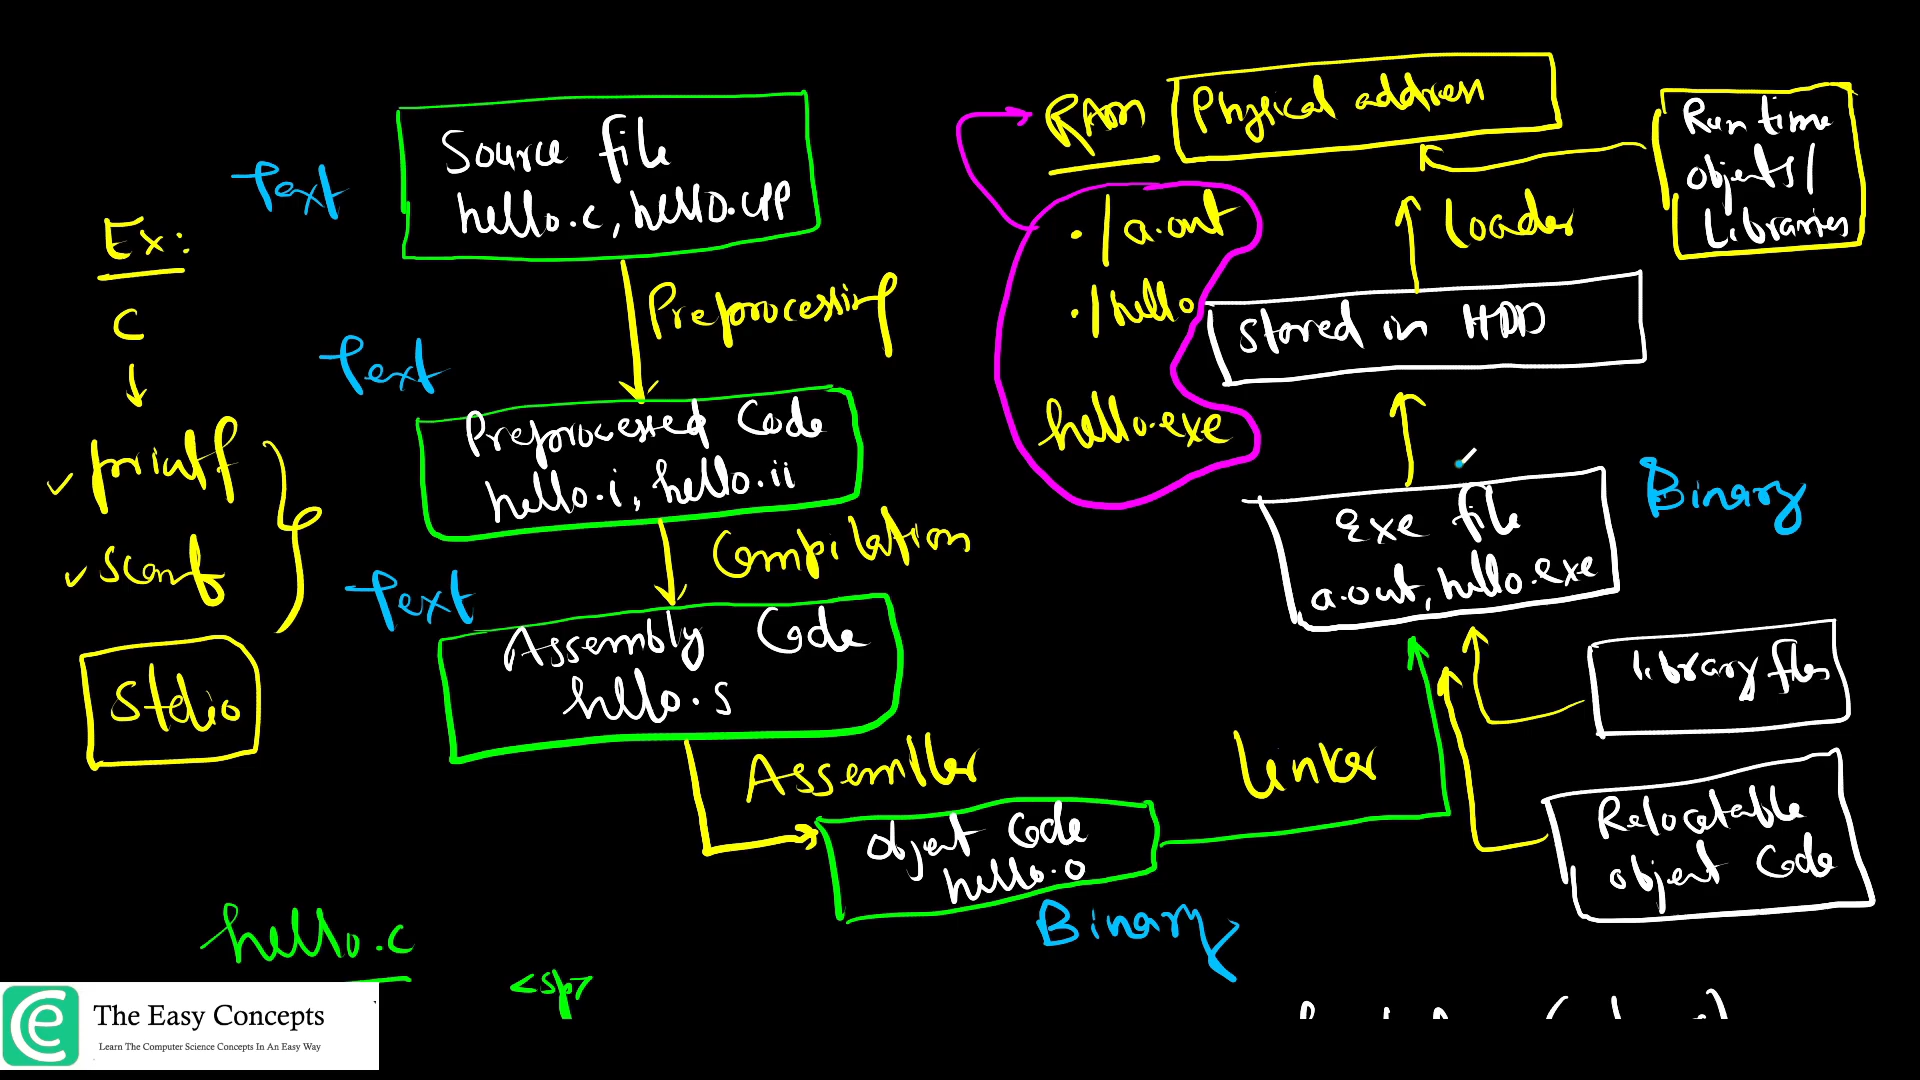 Ex:
C
printf
scanf
Stdio
Text
Source file
hello.c, hello.cpp
Preprocessing
Text
Preprocessed Code
hello.i, hello.ii
Compilation
Text
Assembly Code
hello.s
Assembler
Object Code
hello.o
Binary
Linker
RAM
Physical address
Run time
objects/
Libraries
Loader
./a.out
./hello
hello.exe
Stored in HDD
Exe file
a.out, hello.exe
Binary
library files
Relocatable
object Code
hello.c
The Easy Concepts
Learn The Computer Science Concepts In An Easy Way